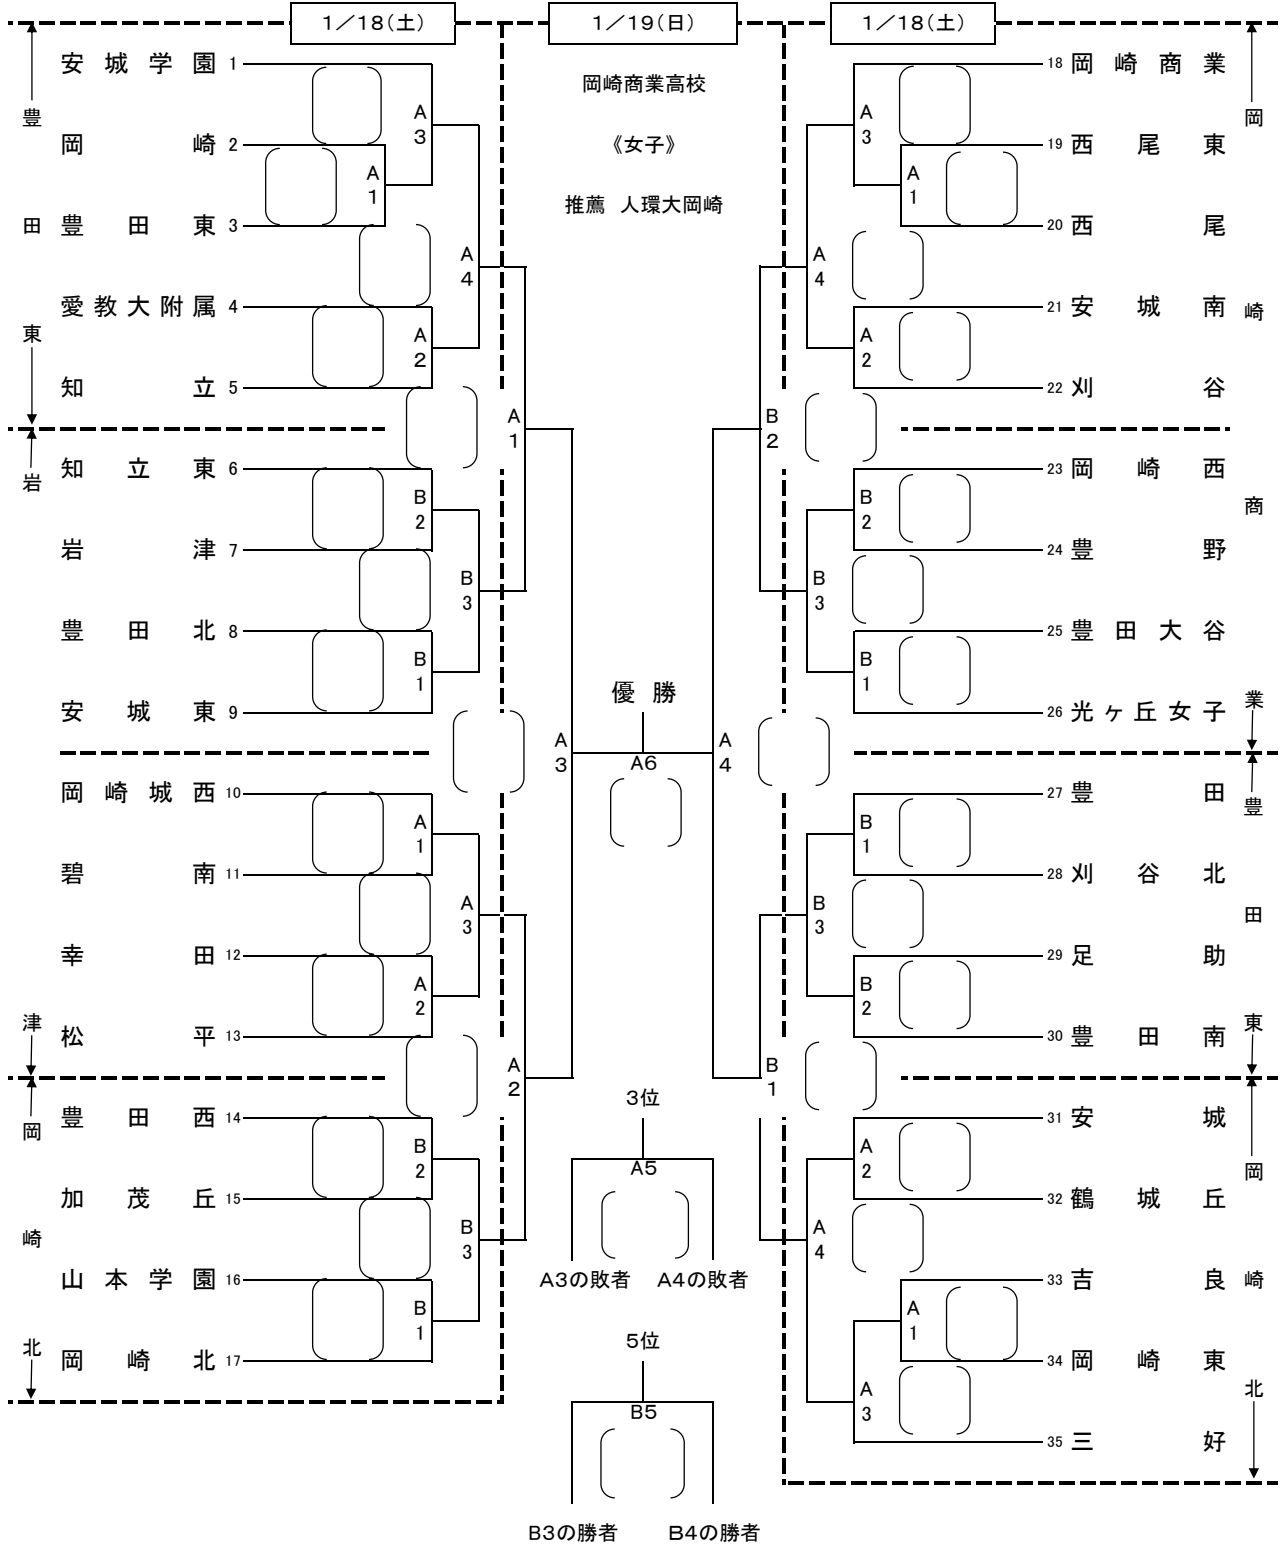 1／18(土) 1／19(日) 1／18(土)
岡崎商業高校
《女子》
推薦 人環大岡崎
豊田東
安城学園 1
岡崎 2
豊田東 3
愛教大附属 4
知立 5
A3
A1
A4
A2
岩津
知立東 6
岩津 7
豊田北 8
安城東 9
B2
B3
B1
A1
岡崎城西 10
碧南 11
幸田 12
松平 13
A1
A3
A2
岡崎北
豊田西 14
加茂丘 15
山本学園 16
岡崎北 17
B2
B3
B1
A2
A3
優勝
A6
A4
3位
A5
A3の敗者 A4の敗者
5位
B5
B3の勝者 B4の勝者
岡崎商業
18 岡崎商業
19 西尾東
20 西尾
21 安城南
22 刈谷
A3
A1
A4
A2
B2
23 岡崎西
24 豊野
25 豊田大谷
26 光ヶ丘女子
B2
B3
B1
豊田東
27 豊田
28 刈谷北
29 足助
30 豊田南
B1
B3
B2
B1
岡崎北
31 安城
32 鶴城丘
33 吉良
34 岡崎東
35 三好
A2
A4
A1
A3